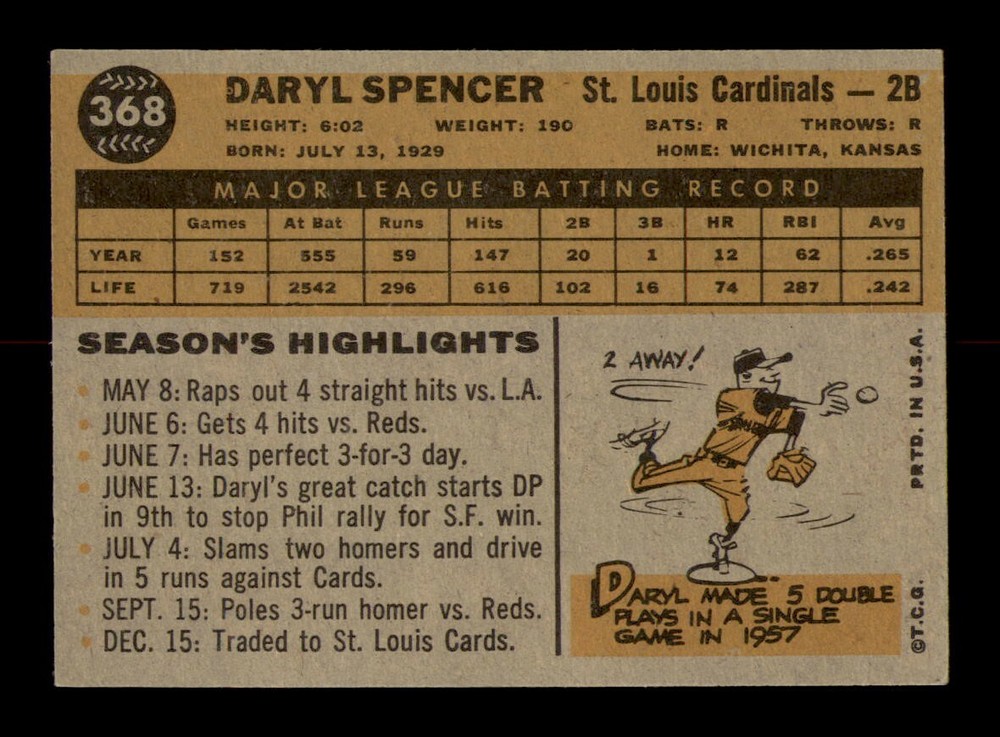 368
DARYL SPENCER St. Louis Cardinals — 2B
HEIGHT: 6:02 WEIGHT: 190 BATS: R THROWS: R
BORN: JULY 13, 1929 HOME: WICHITA, KANSAS
MAJOR LEAGUE BATTING RECORD
Games At Bat Runs Hits 2B 3B HR RBI Avg
YEAR 152 555 59 147 20 1 12 62 .265
LIFE 719 2542 296 616 102 16 74 287 .242
SEASON'S HIGHLIGHTS
• MAY 8: Raps out 4 straight hits vs. L.A.
• JUNE 6: Gets 4 hits vs. Reds.
• JUNE 7: Has perfect 3-for-3 day.
• JUNE 13: Daryl's great catch starts DP
in 9th to stop Phil rally for S.F. win.
• JULY 4: Slams two homers and drive
in 5 runs against Cards.
• SEPT. 15: Poles 3-run homer vs. Reds.
• DEC. 15: Traded to St. Louis Cards.
2 AWAY!
DARYL MADE 5 DOUBLE
PLAYS IN A SINGLE
GAME IN 1957
PRTD. IN U.S.A.
©T.C.G.